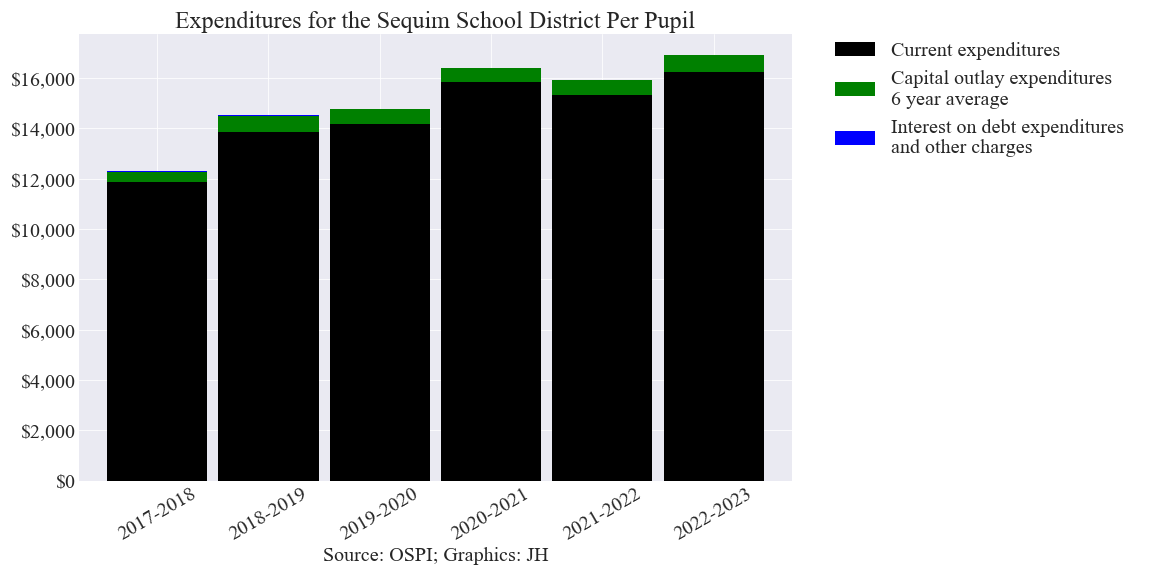 Expenditures for the Sequim School District Per Pupil
Current expenditures
Capital outlay expenditures
6 year average
Interest on debt expenditures
and other charges
$16,000
$14,000
$12,000
$10,000
$8,000
$6,000
$4,000
$2,000
$0
2017-2018
2018-2019
2019-2020
2020-2021
2021-2022
2022-2023
Source: OSPI; Graphics: JH